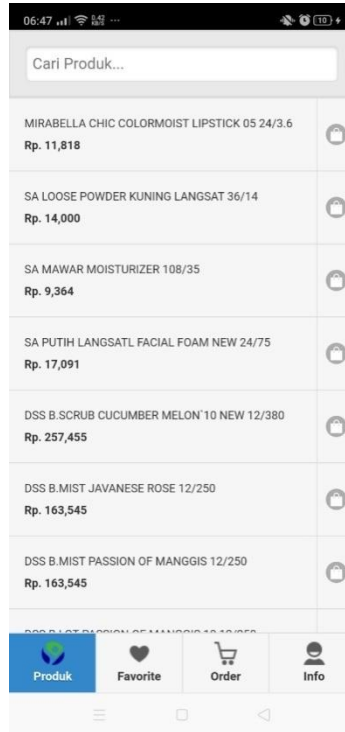 06:47
Cari Produk...
MIRABELLA CHIC COLORMOIST LIPSTICK 05 24/3.6
Rp. 11,818
SA LOOSE POWDER KUNING LANGSAT 36/14
Rp. 14,000
SA MAWAR MOISTURIZER 108/35
Rp. 9,364
SA PUTIH LANGSATL FACIAL FOAM NEW 24/75
Rp. 17,091
DSS B.SCRUB CUCUMBER MELON`10 NEW 12/380
Rp. 257,455
DSS B.MIST JAVANESE ROSE 12/250
Rp. 163,545
DSS B.MIST PASSION OF MANGGIS 12/250
Rp. 163,545
Produk Favorite Order Info